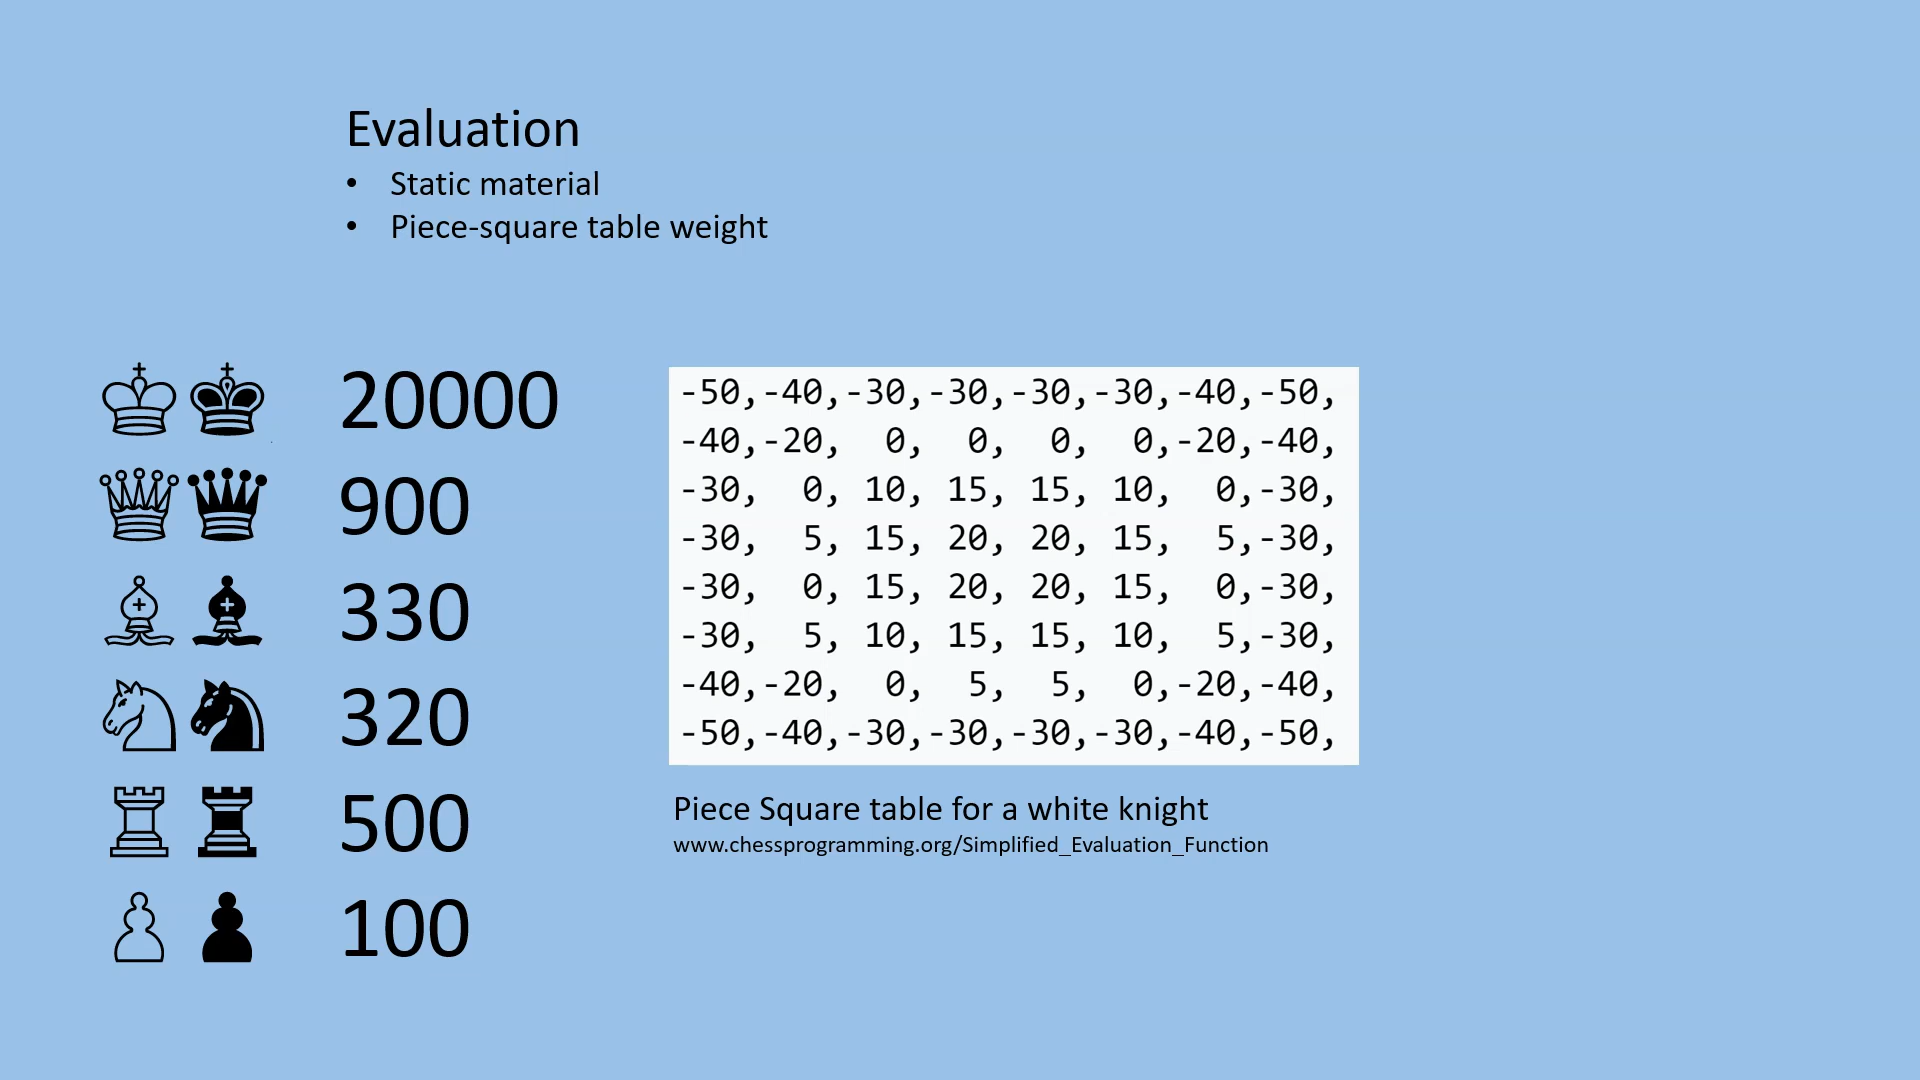 Evaluation
• Static material
• Piece-square table weight
20000
900
330
320
500
100
-50,-40,-30,-30,-30,-30,-40,-50,
-40,-20,  0,  0,  0,  0,-20,-40,
-30,  0, 10, 15, 15, 10,  0,-30,
-30,  5, 15, 20, 20, 15,  5,-30,
-30,  0, 15, 20, 20, 15,  0,-30,
-30,  5, 10, 15, 15, 10,  5,-30,
-40,-20,  0,  5,  5,  0,-20,-40,
-50,-40,-30,-30,-30,-30,-40,-50,
Piece Square table for a white knight
www.chessprogramming.org/Simplified_Evaluation_Function